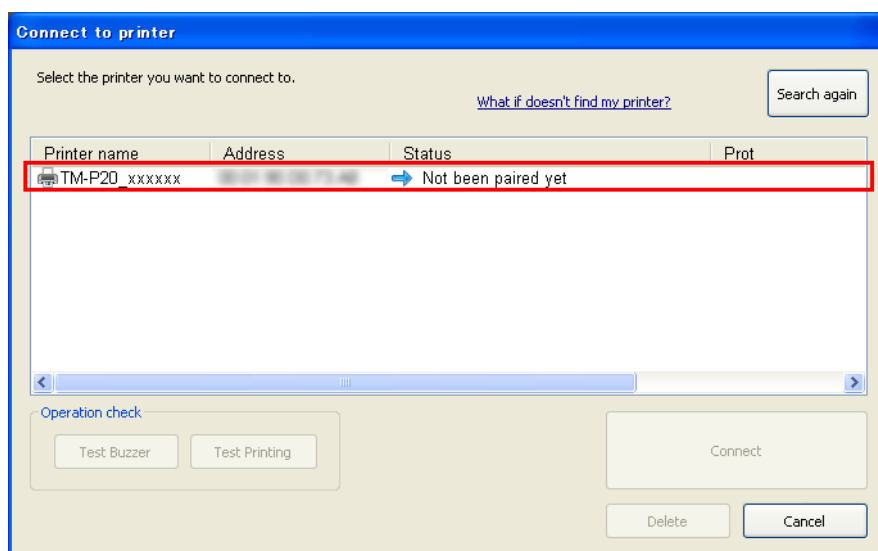 Connect to printer
Select the printer you want to connect to.
What if doesn't find my printer?
Search again
Printer name Address Status Prot
TM-P20_xxxxxx Not been paired yet
Operation check
Test Buzzer Test Printing
Connect
Delete Cancel